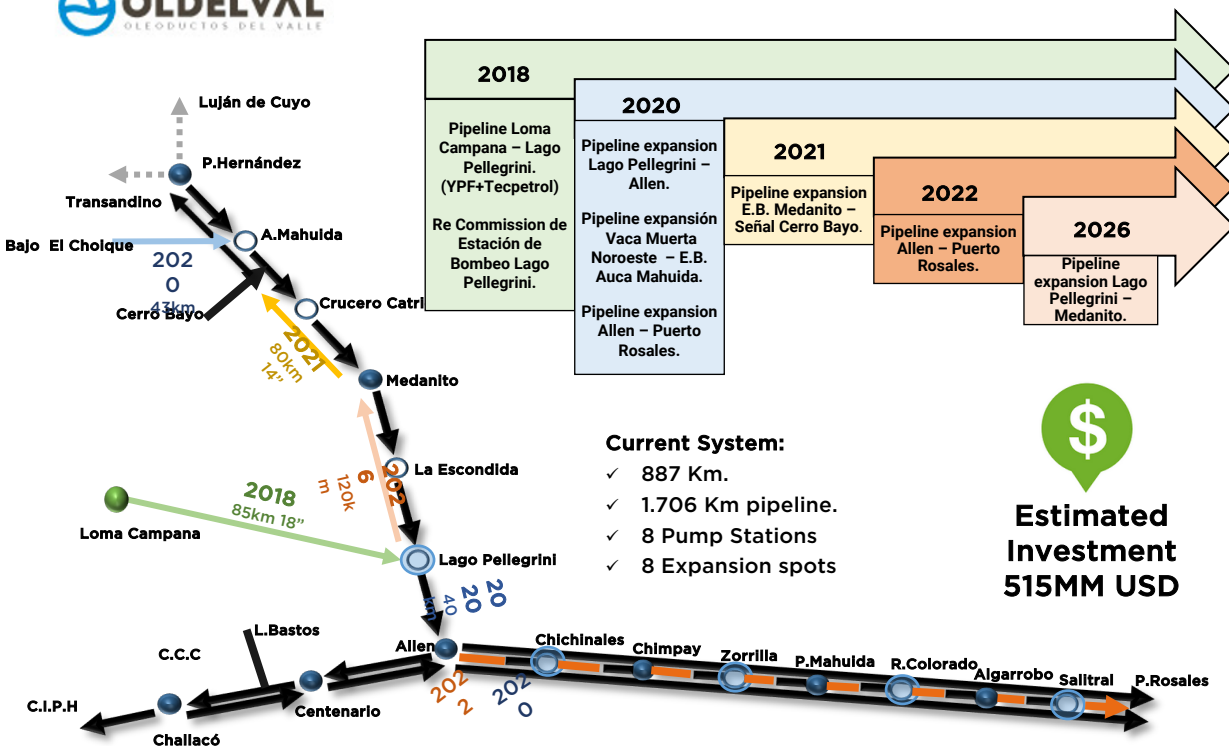 OLDELVAL
OLEODUCTOS DEL VALLE
2018
Pipeline Loma
Campana – Lago
Pellegrini.
(YPF+Tecpetrol)
Re Commission de
Estación de
Bombeo Lago
Pellegrini.
2020
Pipeline expansion
Lago Pellegrini –
Allen.
Pipeline expansión
Vaca Muerta
Noroeste – E.B.
Auca Mahuida.
Pipeline expansion
Allen – Puerto
Rosales.
2021
Pipeline expansion
E.B. Medanito –
Señal Cerro Bayo.
2022
Pipeline expansion
Allen – Puerto
Rosales.
2026
Pipeline
expansion Lago
Pellegrini –
Medanito.
Luján de Cuyo
P.Hernández
Transandino
Bajo El Choique
A.Mahuida
202
0
43km
Cerro Bayo
Crucero Catri
2021
80km
14”
Medanito
La Escondida
202
6
120k
m
2018
85km 18”
Loma Campana
Lago Pellegrini
20
20
40
km
Current System:
✓ 887 Km.
✓ 1.706 Km pipeline.
✓ 8 Pump Stations
✓ 8 Expansion spots
$
Estimated
Investment
515MM USD
L.Bastos
C.C.C
C.I.P.H
Challacó
Centenario
Allen
202
2
202
0
Chichinales
Chimpay
Zorrilla
P.Mahuida
R.Colorado
Algarrobo
Salitral
P.Rosales